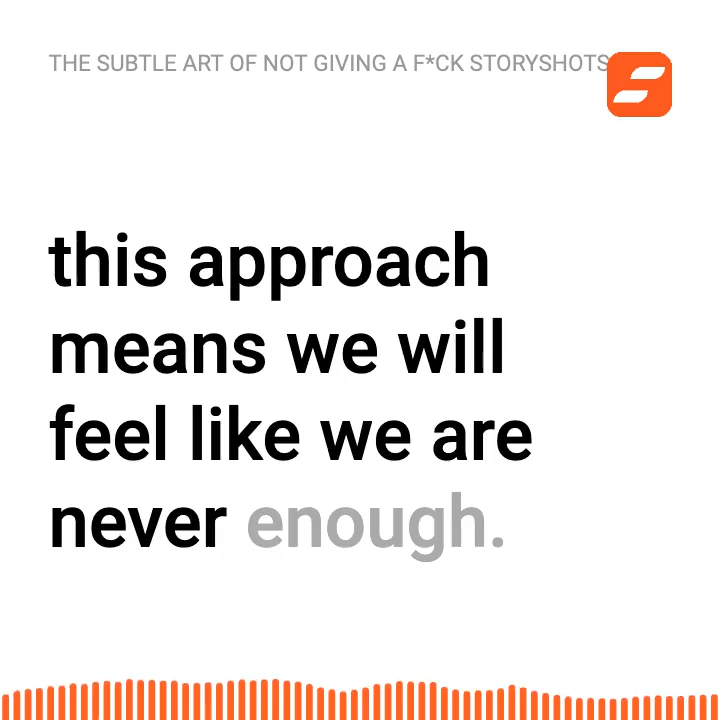 THE SUBTLE ART OF NOT GIVING A F*CK STORYSHOTS
this approach
means we will
feel like we are
never enough.